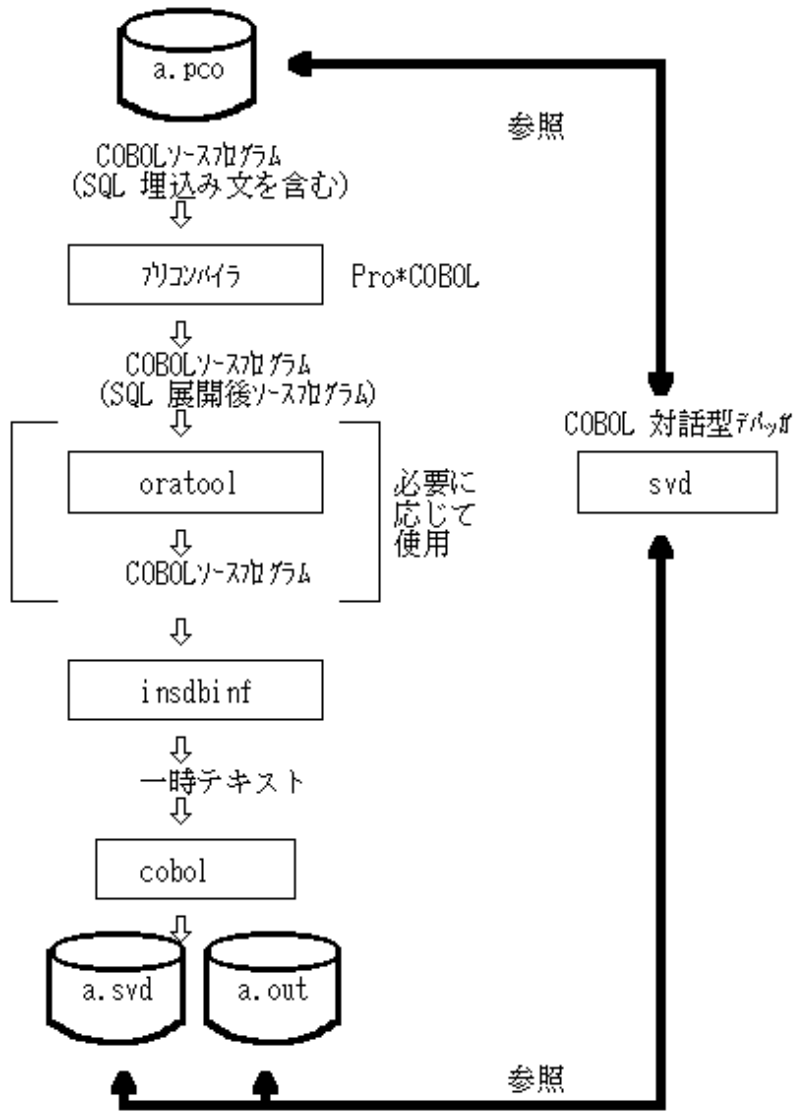 a.pco
参照
COBOLｿｰｽﾌﾟﾛｸﾞﾗﾑ
(SQL 埋込み文を含む)
⇩
ﾌﾟﾘｺﾝﾊﾟｲﾗ Pro*COBOL
⇩
COBOLｿｰｽﾌﾟﾛｸﾞﾗﾑ
(SQL 展開後ｿｰｽﾌﾟﾛｸﾞﾗﾑ)
⇩
COBOL 対話型ﾃﾞﾊﾞｯｶﾞ
oratool
必要に
応じて
使用
svd
⇩
COBOLｿｰｽﾌﾟﾛｸﾞﾗﾑ
⇩
insdbinf
⇩
一時テキスト
⇩
cobol
⇩
a.svd
a.out
参照